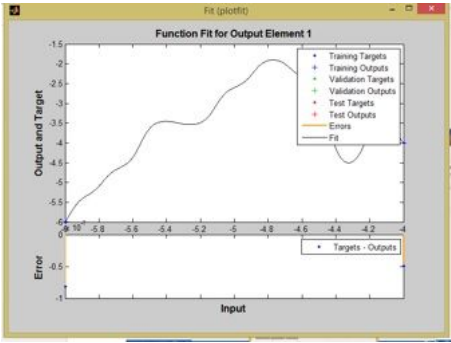 Fit (plotfit)
Function Fit for Output Element 1
Output and Target
-1.5
-2
-2.5
-3
-3.5
-4
-4.5
-5
-5.5
-6
Training Targets
Training Outputs
Validation Targets
Validation Outputs
Test Targets
Test Outputs
Errors
Fit
-5.8
-5.6
-5.4
-5.2
-5
-4.8
-4.6
-4.4
-4.2
-4
Error
0
-0.5
-1
Targets - Outputs
Input